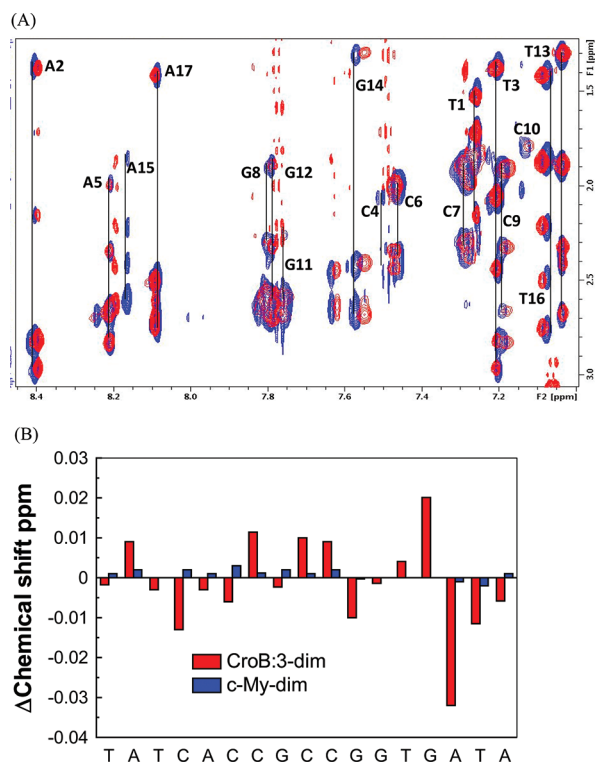 (A)
A2
A17
T13
G14
T1
T3
C10
A5
A15
G8
G12
C4
C6
C7
C9
G11
T16
F1 [ppm]
1.5
2.0
2.5
3.0
8.4
8.2
8.0
7.8
7.6
7.4
7.2
F2 [ppm]
(B)
ΔChemical shift ppm
0.03
0.02
0.01
0
-0.01
-0.02
-0.03
-0.04
CroB:3-dim
c-My-dim
T A T C A C C G C C G G T G A T A